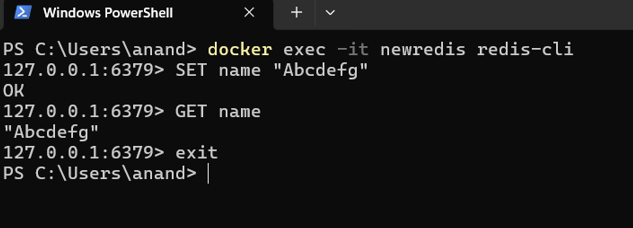 Windows PowerShell
PS C:\Users\anand> docker exec -it newredis redis-cli
127.0.0.1:6379> SET name "Abcdefg"
OK
127.0.0.1:6379> GET name
"Abcdefg"
127.0.0.1:6379> exit
PS C:\Users\anand>